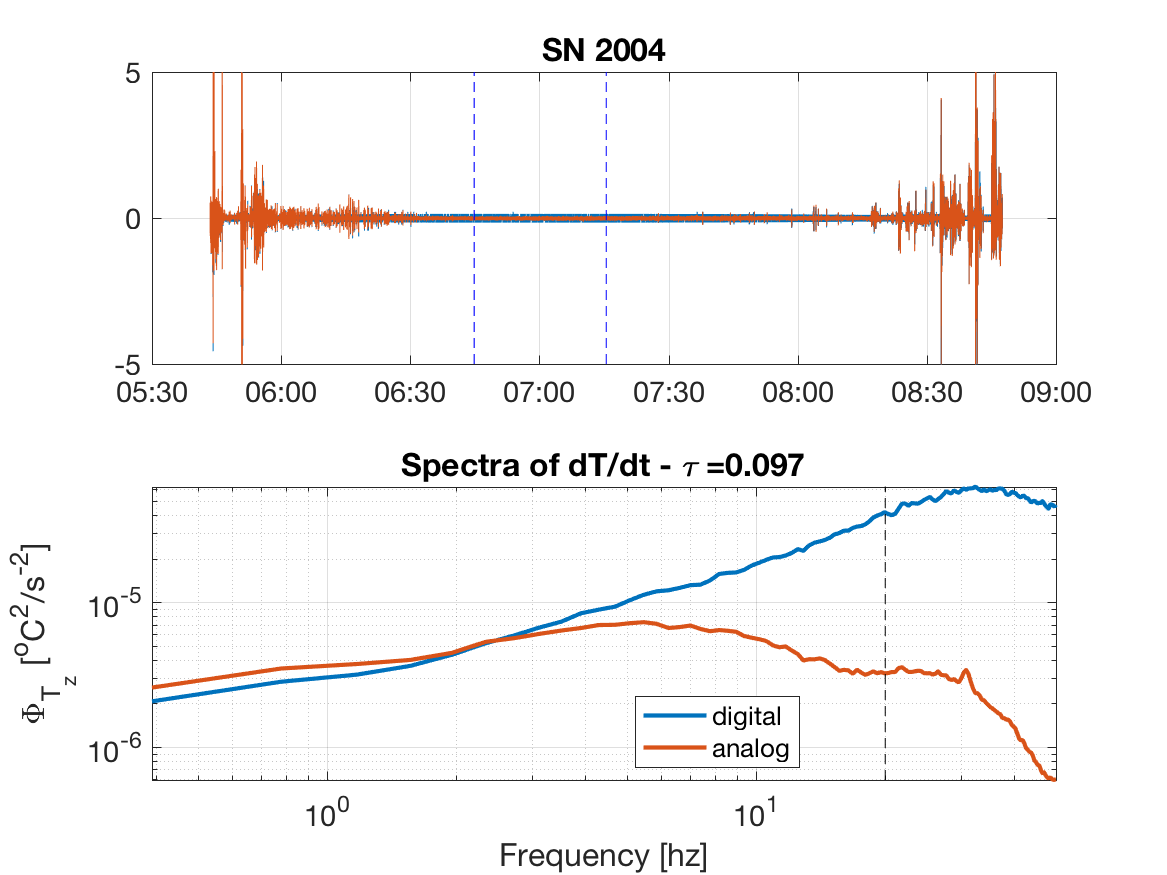 SN 2004
5
0
-5
05:30 06:00 06:30 07:00 07:30 08:00 08:30 09:00
Spectra of dT/dt - τ =0.097
Φ_T_z [°C²/s⁻²]
10⁻⁵
10⁻⁶
digital
analog
10⁰ 10¹
Frequency [hz]